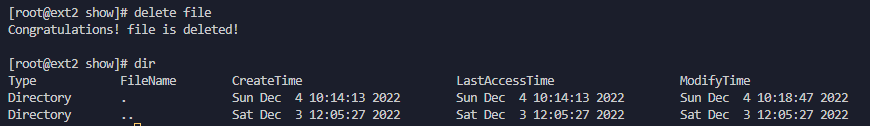 [root@ext2 show]# delete file
Congratulations! file is deleted!
[root@ext2 show]# dir
Type FileName CreateTime LastAccessTime ModifyTime
Directory . Sun Dec  4 10:14:13 2022 Sun Dec  4 10:14:13 2022 Sun Dec  4 10:18:47 2022
Directory .. Sat Dec  3 12:05:27 2022 Sat Dec  3 12:05:27 2022 Sat Dec  3 12:05:27 2022